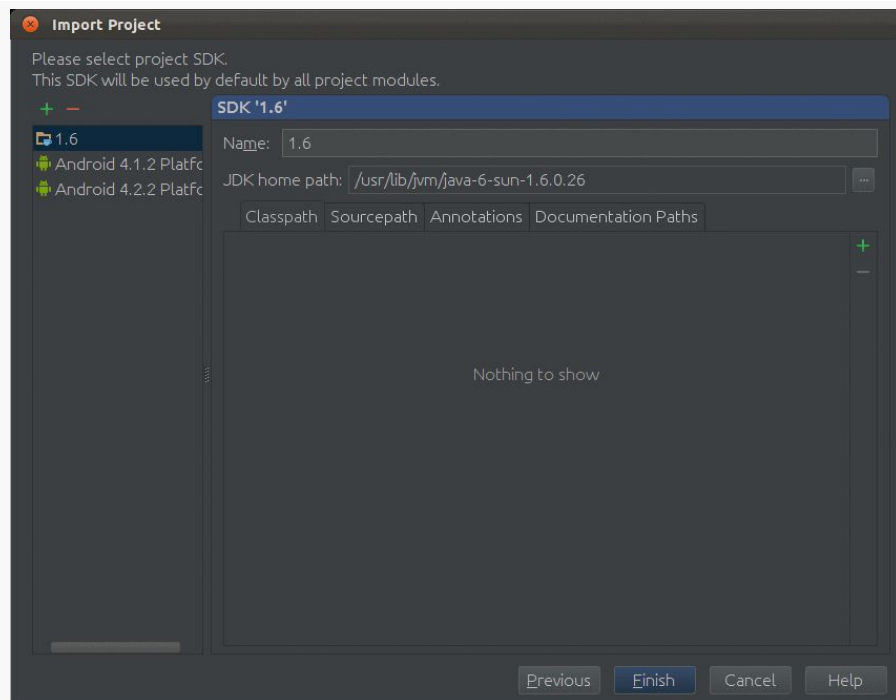 Import Project
Please select project SDK.
This SDK will be used by default by all project modules.
SDK '1.6'
1.6
Android 4.1.2 Platfo
Android 4.2.2 Platfo
Name: 1.6
JDK home path: /usr/lib/jvm/java-6-sun-1.6.0.26
Classpath Sourcepath Annotations Documentation Paths
Nothing to show
Previous Finish Cancel Help